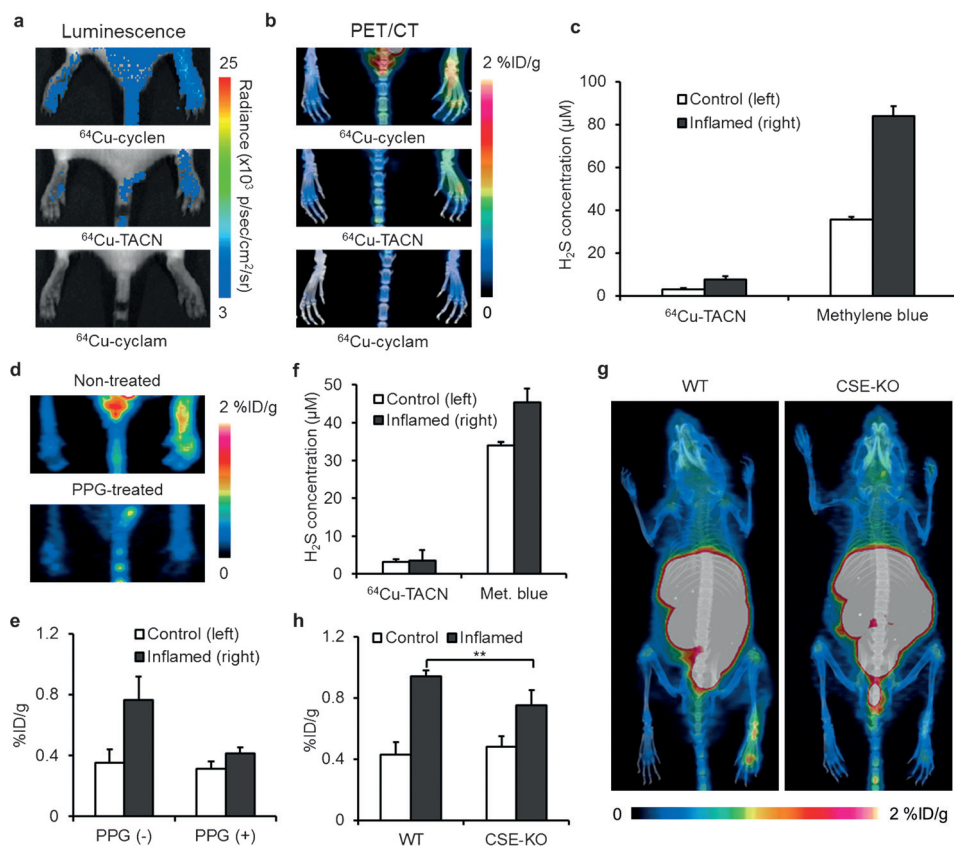 a
Luminescence
25
Radiance (x10³ p/sec/cm²/sr)
3
⁶⁴Cu-cyclen
⁶⁴Cu-TACN
⁶⁴Cu-cyclam
b
PET/CT
2 %ID/g
0
⁶⁴Cu-cyclen
⁶⁴Cu-TACN
⁶⁴Cu-cyclam
c
H₂S concentration (µM)
100
80
60
40
20
0
Control (left)
Inflamed (right)
⁶⁴Cu-TACN
Methylene blue
d
Non-treated
2 %ID/g
PPG-treated
0
f
H₂S concentration (µM)
50
40
30
20
10
0
Control (left)
Inflamed (right)
⁶⁴Cu-TACN
Met. blue
g
WT
CSE-KO
0
2 %ID/g
e
%ID/g
1.2
0.8
0.4
0
Control (left)
Inflamed (right)
PPG (-)
PPG (+)
h
%ID/g
1.2
0.8
0.4
0
Control
Inflamed
**
WT
CSE-KO